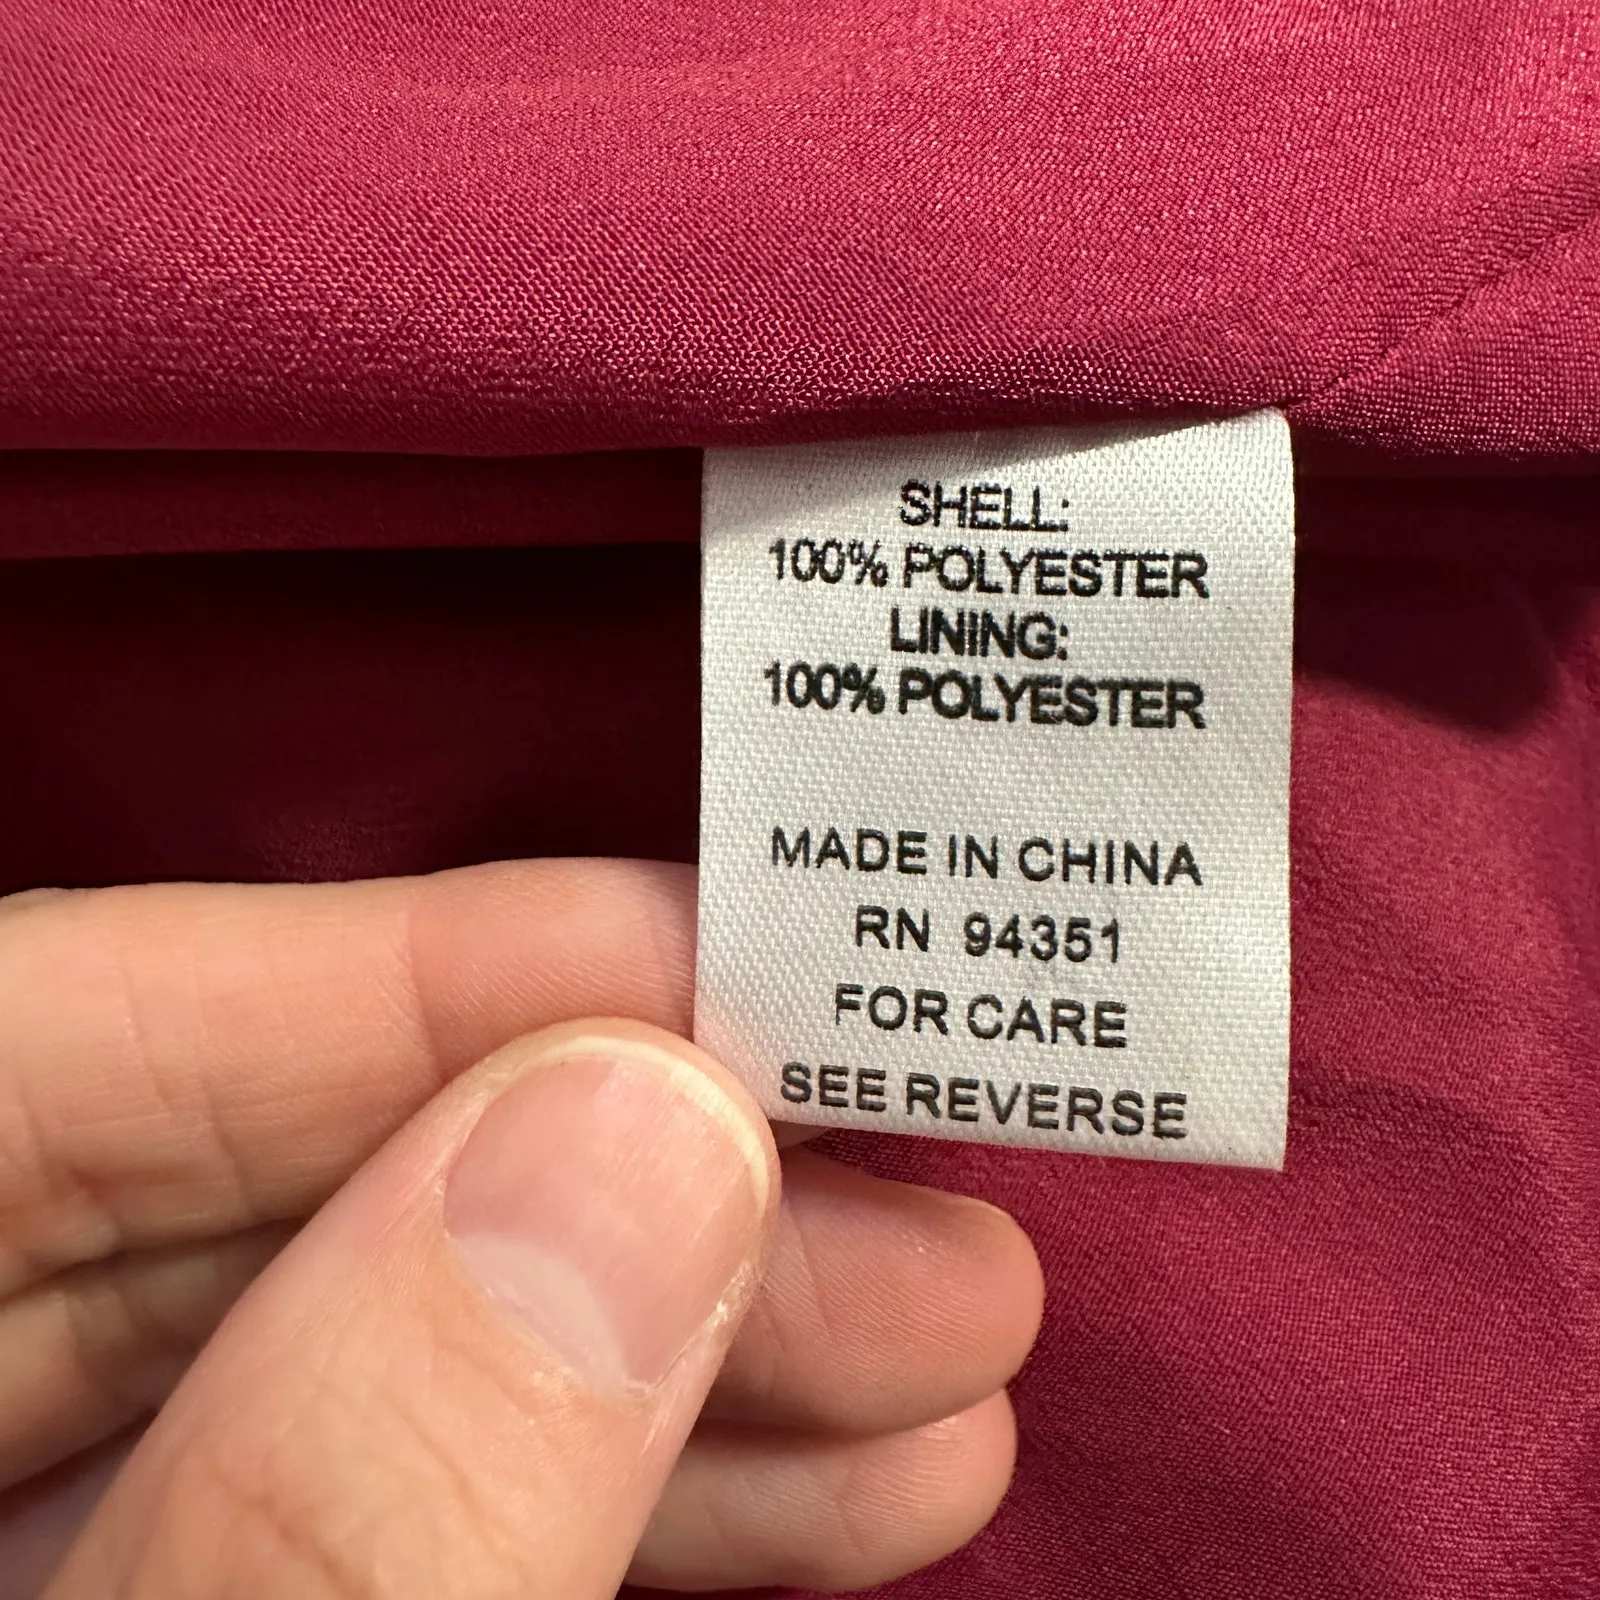 SHELL:
100% POLYESTER
LINING:
100% POLYESTER
MADE IN CHINA
RN 94351
FOR CARE
SEE REVERSE